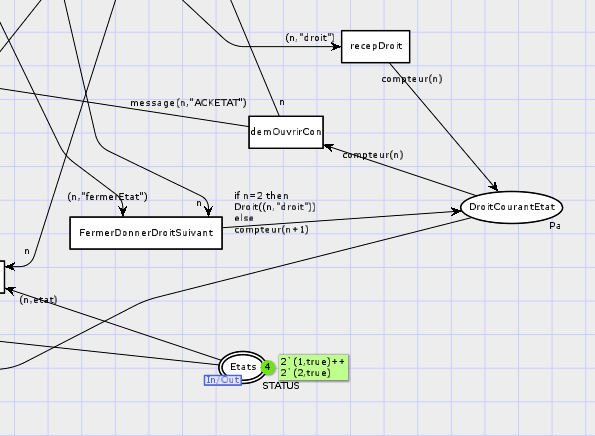 (n,"droit")
recepDroit
compteur(n)
message(n,"ACKETAT")
n
demOuvrirCon
compteur(n)
(n,"fermerEtat")
n
if n=2 then
Droit((n,"droit"))
else
compteur(n+1)
DroitCourantEtat
Pa
FermerDonnerDroitSuivant
n
(n,etat)
Etats
4
2`(1,true)++
2`(2,true)
In/Out
STATUS